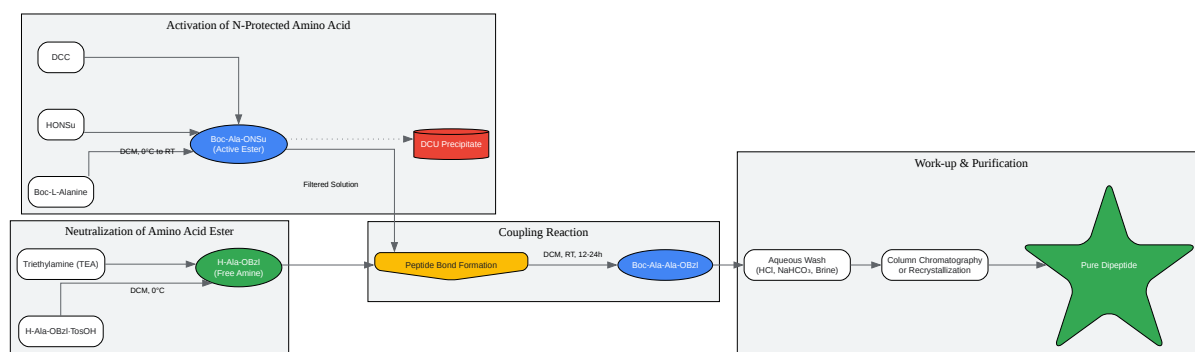 Activation of N-Protected Amino Acid
DCC
HONSu
DCM, 0°C to RT
Boc-L-Alanine
Boc-Ala-ONSu
(Active Ester)
DCU Precipitate
Filtered Solution
Neutralization of Amino Acid Ester
Triethylamine (TEA)
DCM, 0°C
H-Ala-OBzl·TosOH
H-Ala-OBzl
(Free Amine)
Coupling Reaction
Peptide Bond Formation
DCM, RT, 12-24h
Boc-Ala-Ala-OBzl
Work-up & Purification
Aqueous Wash
(HCl, NaHCO₃, Brine)
Column Chromatography
or Recrystallization
Pure Dipeptide